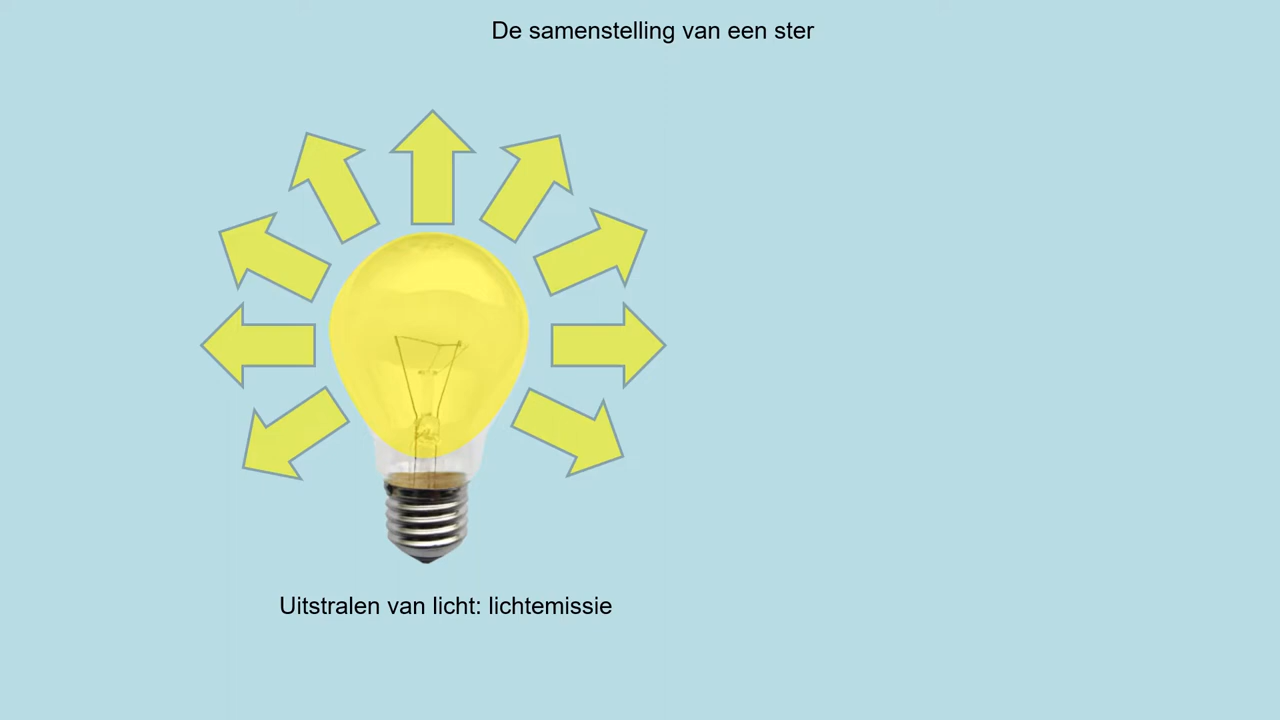 De samenstelling van een ster
Uitstralen van licht: lichtemissie